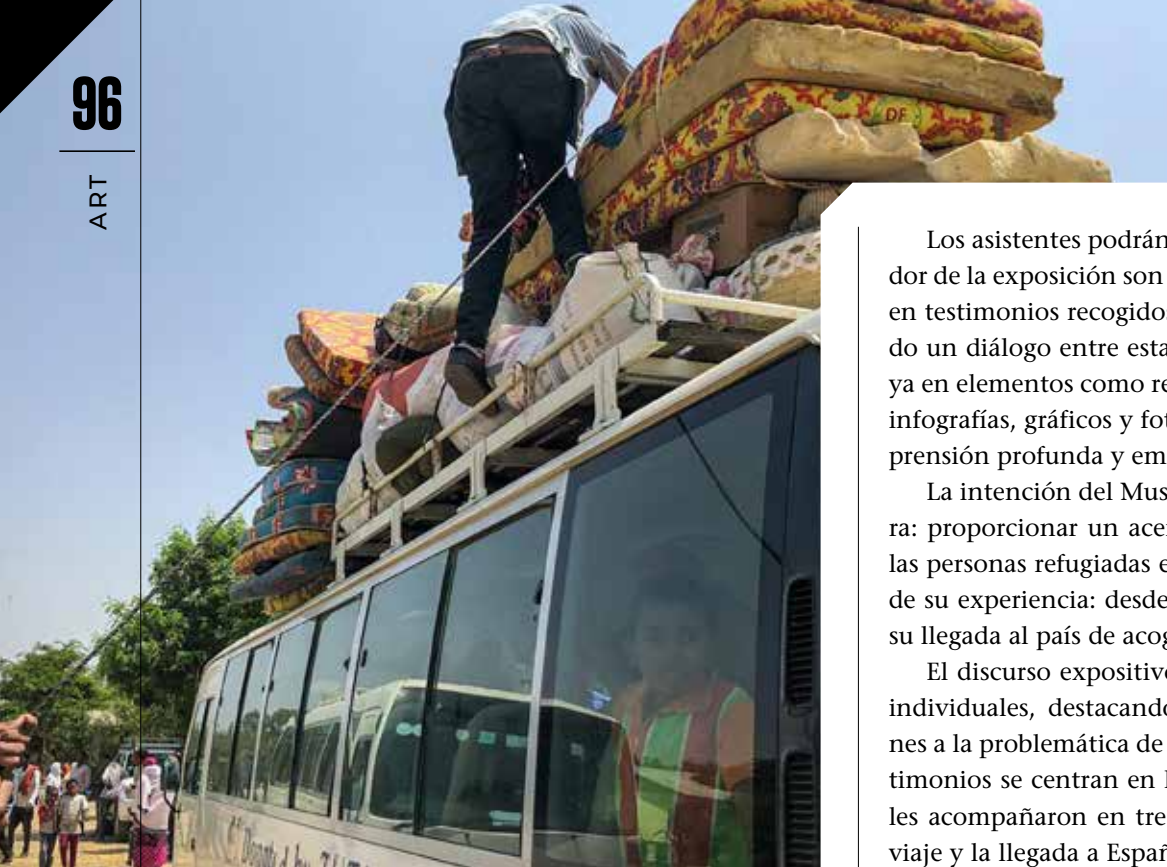 96
ART
DF
Los asistentes podrán
dor de la exposición son
en testimonios recogidos
do un diálogo entre esta
ya en elementos como re
infografías, gráficos y fot
prensión profunda y em
La intención del Mus
ra: proporcionar un acer
las personas refugiadas e
de su experiencia: desde
su llegada al país de acog
El discurso expositivo
individuales, destacando
nes a la problemática de
timonios se centran en l
les acompañaron en tre
viaje y la llegada a Españ